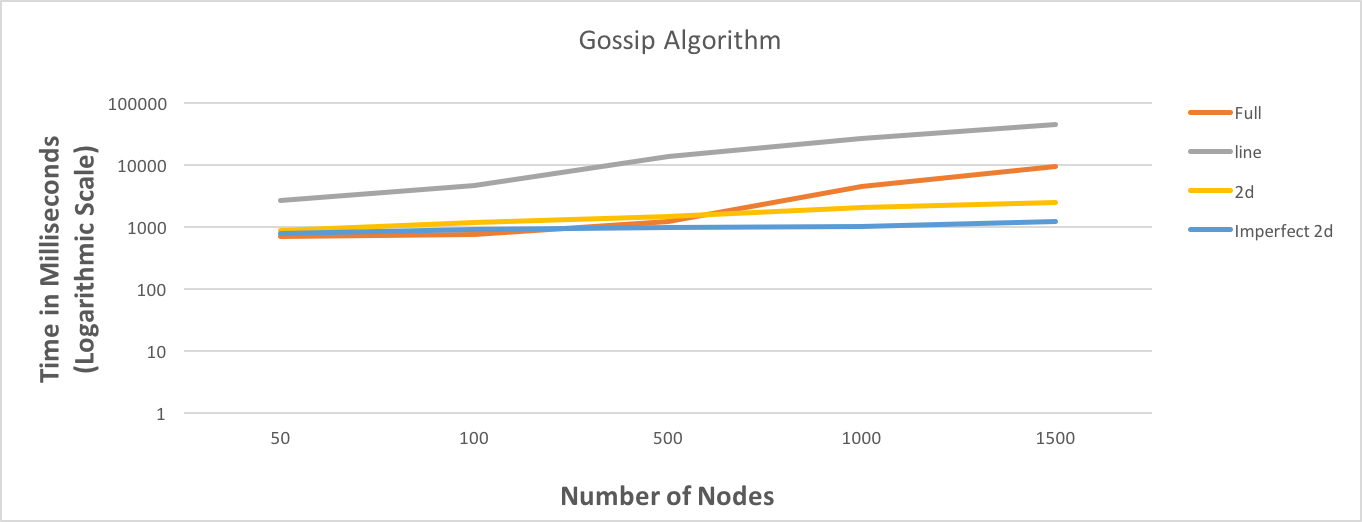 Gossip Algorithm
Time in Milliseconds
(Logarithmic Scale)
100000
10000
1000
100
10
1
50 100 500 1000 1500
Number of Nodes
Full
line
2d
Imperfect 2d